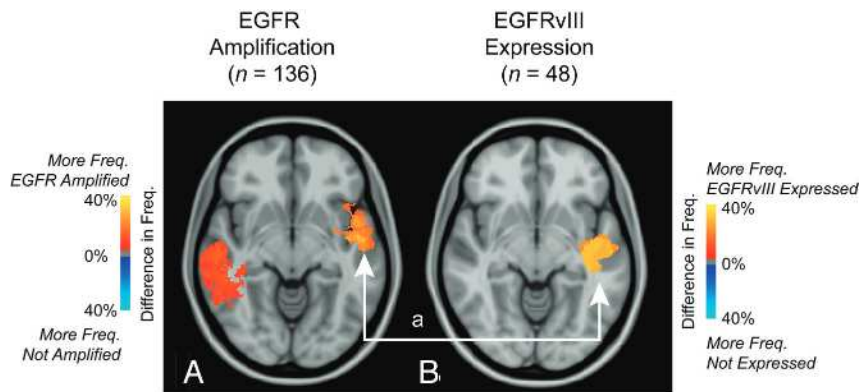 EGFR
Amplification
(n = 136)
EGFRvIII
Expression
(n = 48)
More Freq.
EGFR Amplified
40%
0%
40%
More Freq.
Not Amplified
Difference in Freq.
A
a
B
More Freq.
EGFRvIII Expressed
40%
0%
40%
More Freq.
Not Expressed
Difference in Freq.